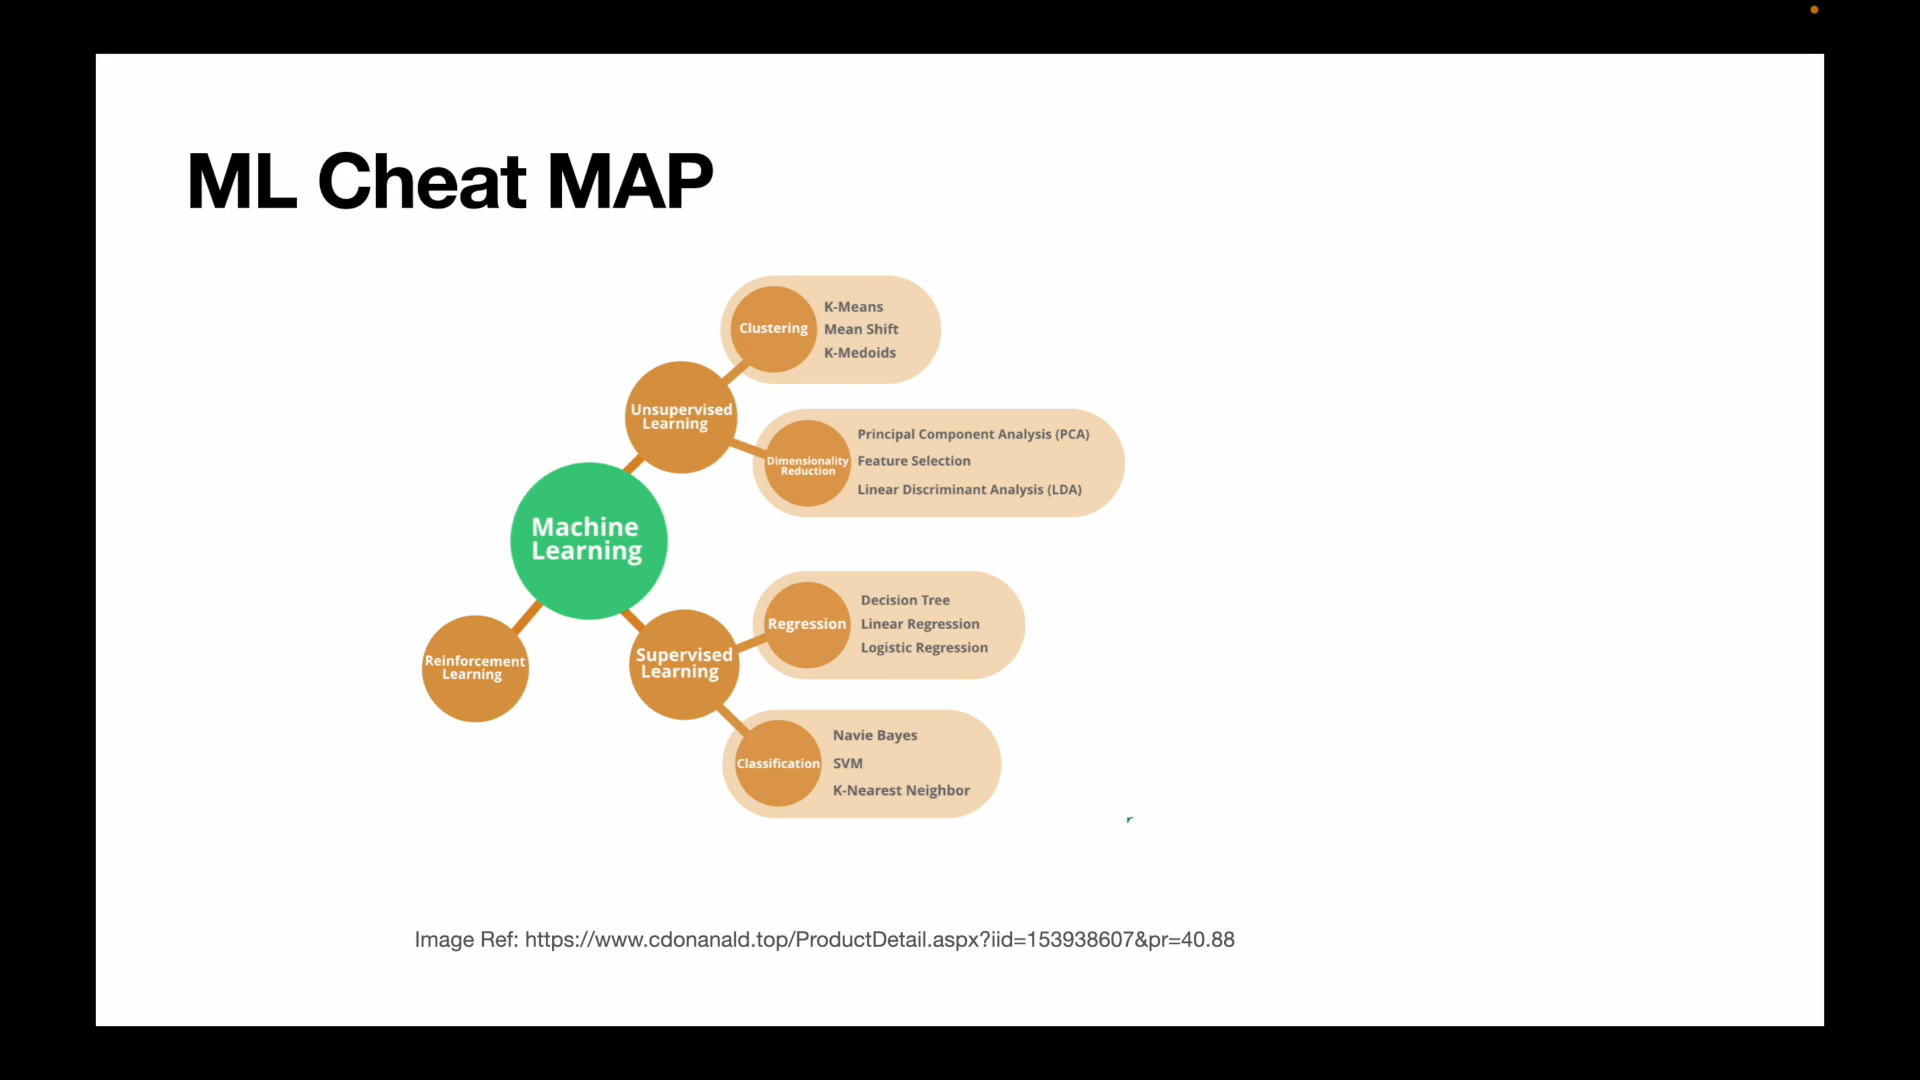 ML Cheat MAP
Clustering
K-Means
Mean Shift
K-Medoids
Unsupervised
Learning
Dimensionality
Reduction
Principal Component Analysis (PCA)
Feature Selection
Linear Discriminant Analysis (LDA)
Machine
Learning
Reinforcement
Learning
Supervised
Learning
Regression
Decision Tree
Linear Regression
Logistic Regression
Classification
Navie Bayes
SVM
K-Nearest Neighbor
Image Ref: https://www.cdonanald.top/ProductDetail.aspx?iid=153938607&pr=40.88